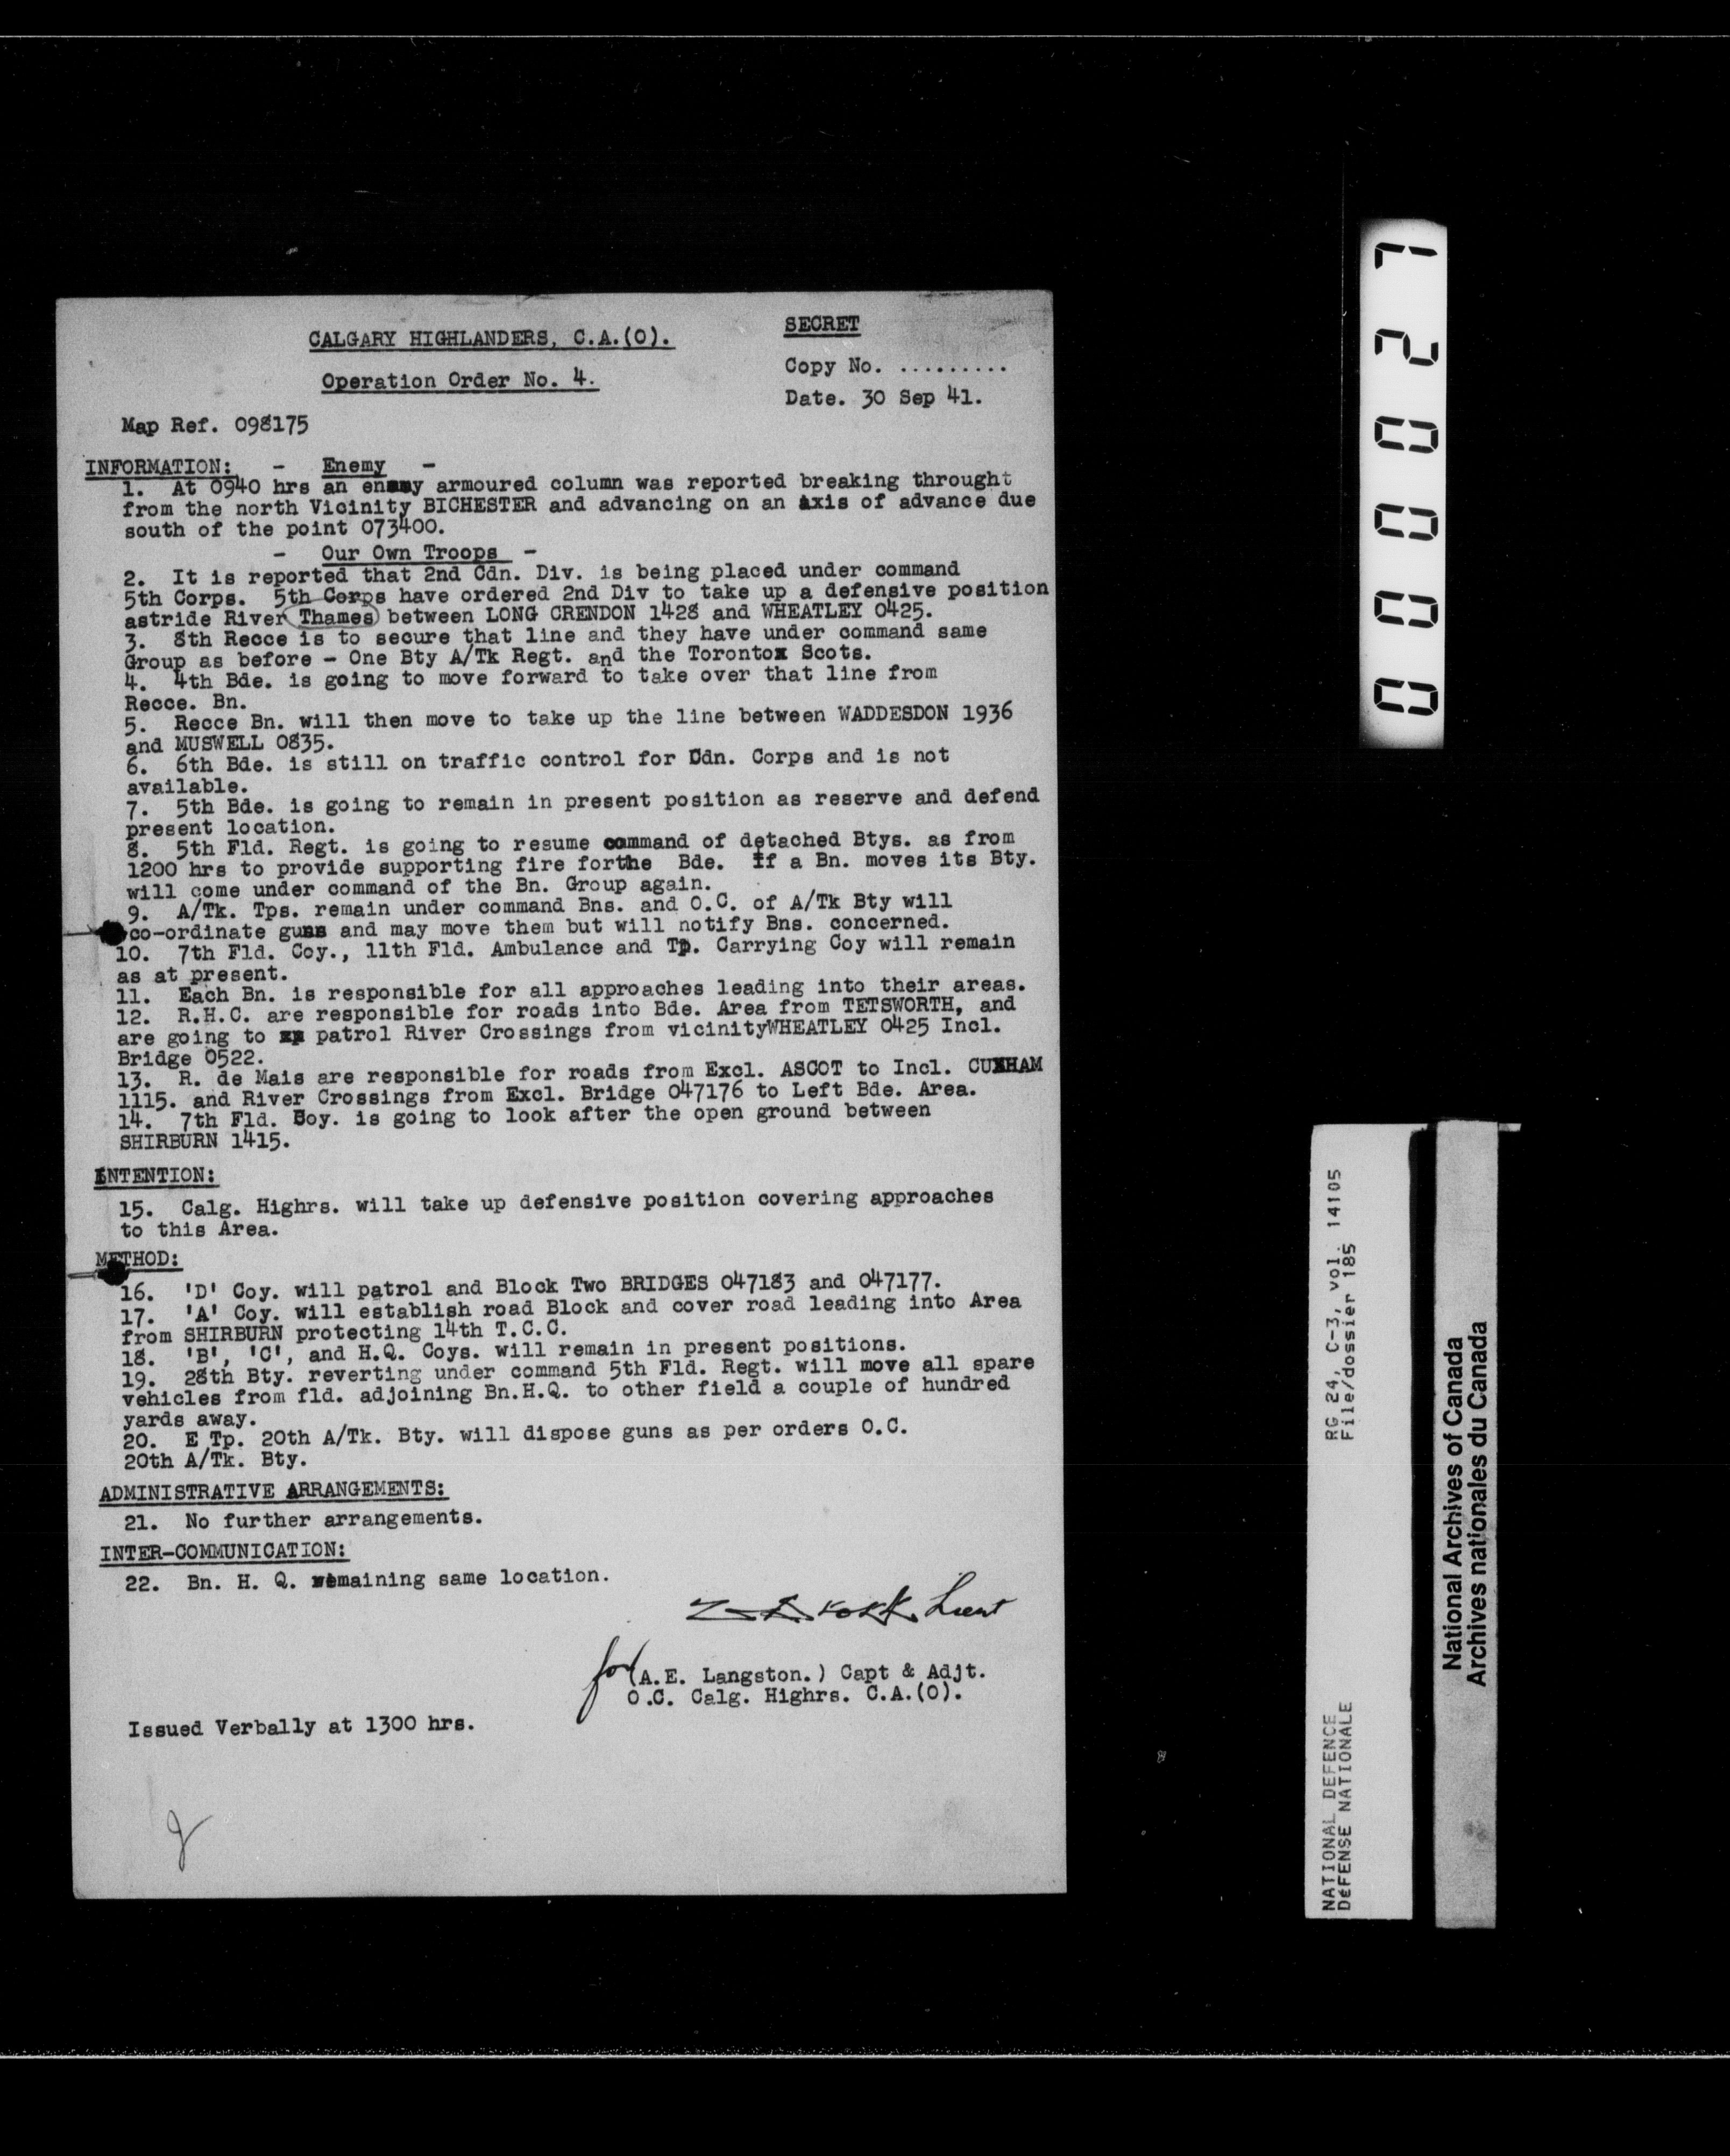 CALGARY HIGHLANDERS, C.A.(O).
SECRET
Operation Order No. 4.
Copy No. .........
Date. 30 Sep 41.
Map Ref. 098175
INFORMATION: - Enemy -
1. At 0940 hrs an enemy armoured column was reported breaking throught
from the north Vicinity BICHESTER and advancing on an axis of advance due
south of the point 073400.
- Our Own Troops -
2. It is reported that 2nd Cdn. Div. is being placed under command
5th Corps. 5th Corps have ordered 2nd Div to take up a defensive position
astride River Thames between LONG CRENDON 1428 and WHEATLEY 0425.
3. 8th Recce is to secure that line and they have under command same
Group as before - One Bty A/Tk Regt. and the Torontox Scots.
4. 4th Bde. is going to move forward to take over that line from
Recce. Bn.
5. Recce Bn. will then move to take up the line between WADDESDON 1936
and MUSWELL 0835.
6. 6th Bde. is still on traffic control for Cdn. Corps and is not
available.
7. 5th Bde. is going to remain in present position as reserve and defend
present location.
8. 5th Fld. Regt. is going to resume command of detached Btys. as from
1200 hrs to provide supporting fire forthe Bde. If a Bn. moves its Bty.
will come under command of the Bn. Group again.
9. A/Tk. Tps. remain under command Bns. and O.C. of A/Tk Bty will
co-ordinate guns and may move them but will notify Bns. concerned.
10. 7th Fld. Coy., 11th Fld. Ambulance and Tp. Carrying Coy will remain
as at present.
11. Each Bn. is responsible for all approaches leading into their areas.
12. R.H.C. are responsible for roads into Bde. Area from TETSWORTH, and
are going to patrol River Crossings from vicinityWHEATLEY 0425 Incl.
Bridge 0522.
13. R. de Mais are responsible for roads from Excl. ASCOT to Incl. CUXHAM
1115. and River Crossings from Excl. Bridge 047176 to Left Bde. Area.
14. 7th Fld. Coy. is going to look after the open ground between
SHIRBURN 1415.
INTENTION:
15. Calg. Highrs. will take up defensive position covering approaches
to this Area.
METHOD:
16. 'D' Coy. will patrol and Block Two BRIDGES 047183 and 047177.
17. 'A' Coy. will establish road Block and cover road leading into Area
from SHIRBURN protecting 14th T.C.C.
18. 'B', 'C', and H.Q. Coys. will remain in present positions.
19. 28th Bty. reverting under command 5th Fld. Regt. will move all spare
vehicles from fld. adjoining Bn.H.Q. to other field a couple of hundred
yards away.
20. E Tp. 20th A/Tk. Bty. will dispose guns as per orders O.C.
20th A/Tk. Bty.
ADMINISTRATIVE ARRANGEMENTS:
21. No further arrangements.
INTER-COMMUNICATION:
22. Bn. H. Q. remaining same location.
Lieut
for (A.E. Langston.) Capt & Adjt.
O.C. Calg. Highrs. C.A.(O).
Issued Verbally at 1300 hrs.
000027
RG 24, C-3, vol. 14105
File/dossier 185
NATIONAL DEFENCE
DéFENSE NATIONALE
National Archives of Canada
Archives nationales du Canada